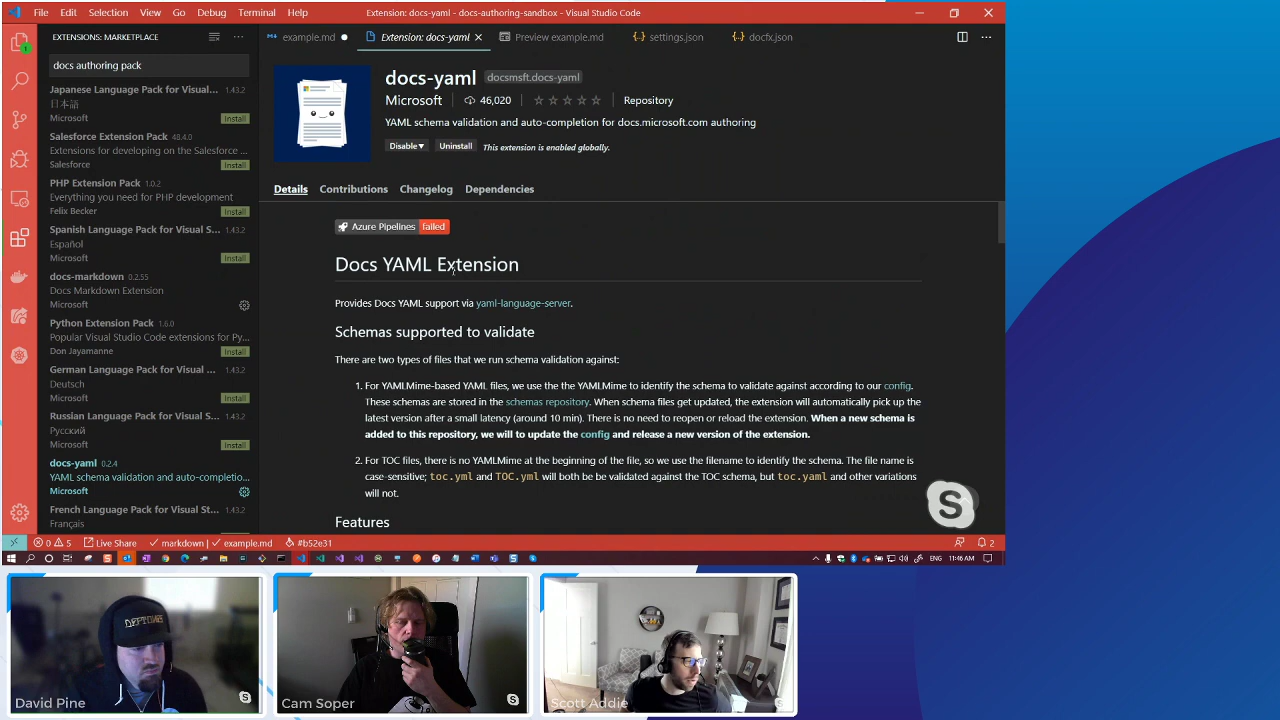 File Edit Selection View Go Debug Terminal Help
Extension: docs-yaml - docs-authoring-sandbox - Visual Studio Code
EXTENSIONS: MARKETPLACE
docs authoring pack
Japanese Language Pack for Visual... 1.43.2
日本語
Microsoft Install
Salesforce Extension Pack 48.4.0
Extensions for developing on the Salesforce ...
Salesforce Install
PHP Extension Pack 1.0.2
Everything you need for PHP development
Felix Becker Install
Spanish Language Pack for Visual S... 1.43.2
Español
Microsoft Install
docs-markdown 0.2.55
Docs Markdown Extension
Microsoft
Python Extension Pack 1.6.0
Popular Visual Studio Code extensions for Py...
Don Jayamanne Install
German Language Pack for Visual ... 1.43.2
Deutsch
Microsoft Install
Russian Language Pack for Visual S... 1.43.2
Русский
Microsoft Install
docs-yaml 0.2.4
YAML schema validation and auto-completio...
Microsoft
French Language Pack for Visual St... 1.43.2
Français
example.md
Extension: docs-yaml
Preview example.md
settings.json
docfx.json
docs-yaml docsmsft.docs-yaml
Microsoft 46,020 Repository
YAML schema validation and auto-completion for docs.microsoft.com authoring
Disable Uninstall This extension is enabled globally.
Details Contributions Changelog Dependencies
Azure Pipelines failed
Docs YAML Extension
Provides Docs YAML support via yaml-language-server.
Schemas supported to validate
There are two types of files that we run schema validation against:
1. For YAMLMime-based YAML files, we use the the YAMLMime to identify the schema to validate against according to our config.
These schemas are stored in the schemas repository. When schema files get updated, the extension will automatically pick up the
latest version after a small latency (around 10 min). There is no need to reopen or reload the extension. When a new schema is
added to this repository, we will to update the config and release a new version of the extension.
2. For TOC files, there is no YAMLMime at the beginning of the file, so we use the filename to identify the schema. The file name is
case-sensitive; toc.yml and TOC.yml will both be be validated against the TOC schema, but toc.yaml and other variations
will not.
Features
0 5 Live Share markdown | example.md #b52e31 2
ENG 11:46 AM
DEFTONES
David Pine
Cam Soper
Scott Addie